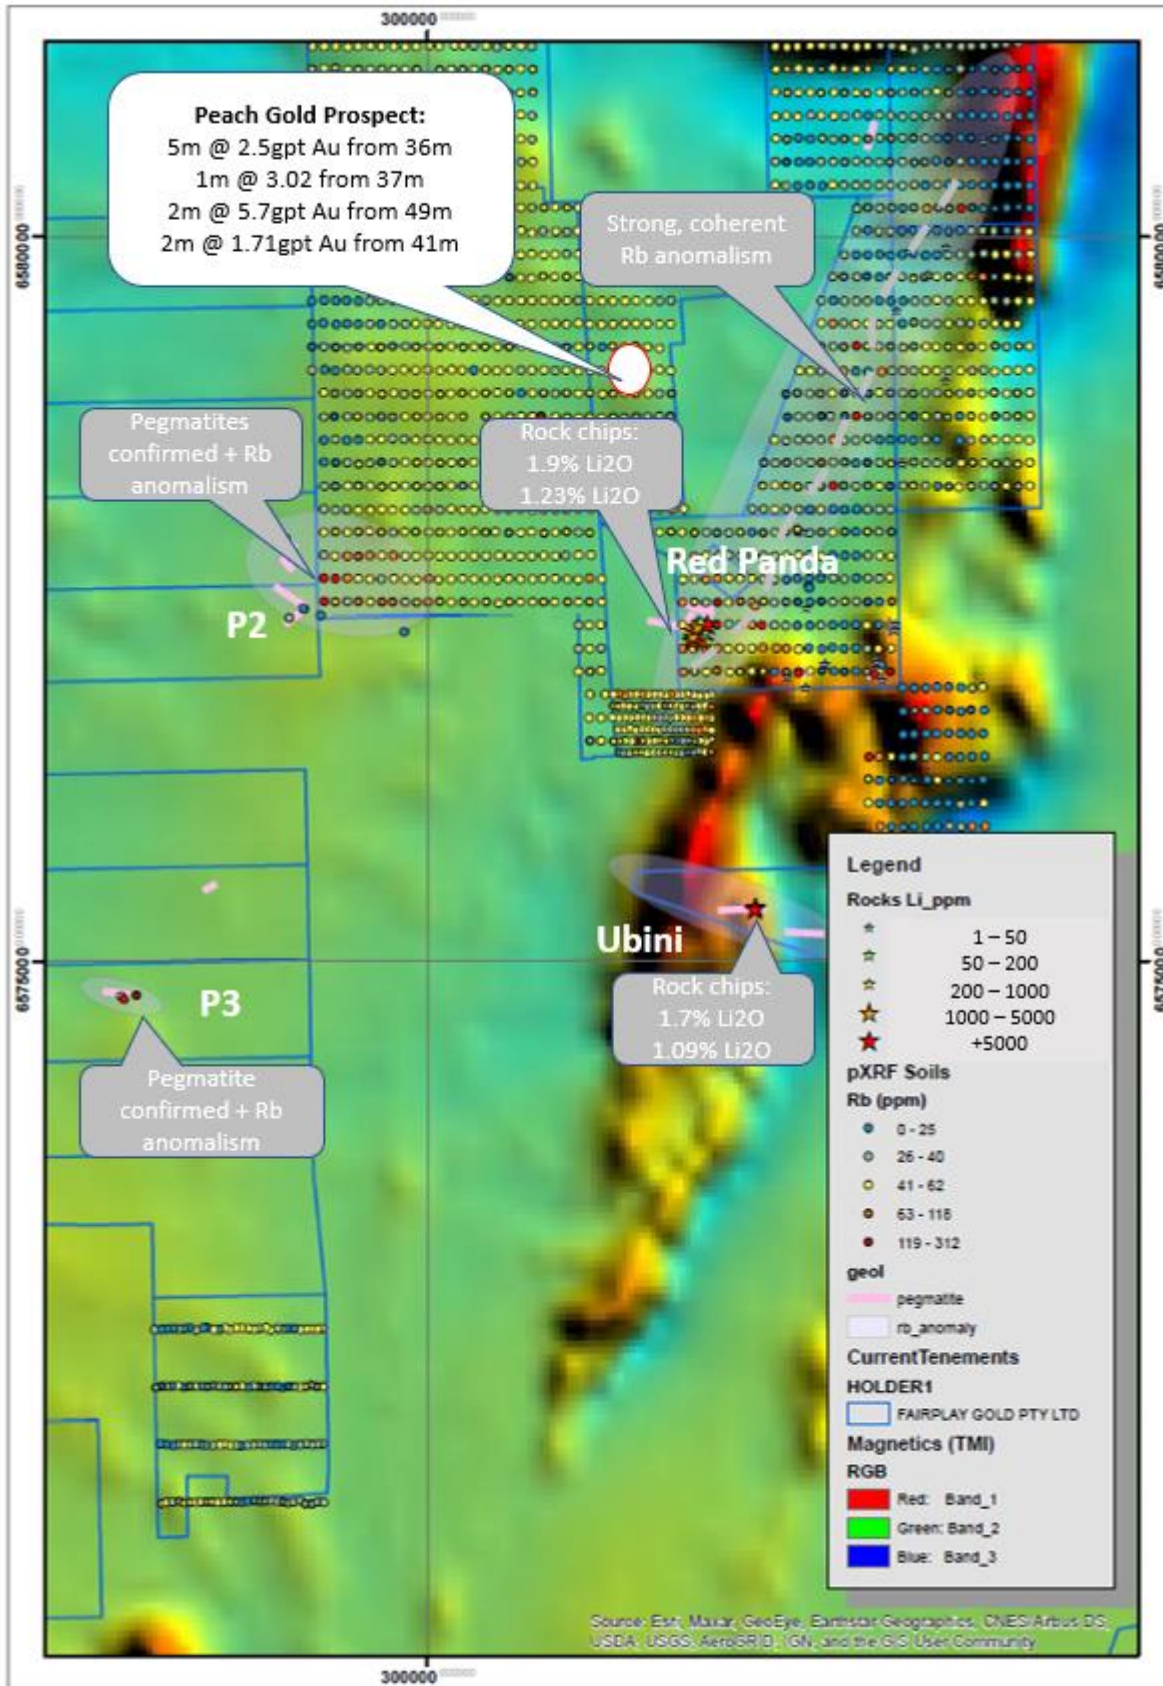 300000
Peach Gold Prospect:
5m @ 2.5gpt Au from 36m
1m @ 3.02 from 37m
2m @ 5.7gpt Au from 49m
2m @ 1.71gpt Au from 41m
Strong, coherent
Rb anomalism
6580000
6580000
Pegmatites
confirmed + Rb
anomalism
Rock chips:
1.9% Li2O
1.23% Li2O
Red Panda
P2
Ubini
Rock chips:
1.7% Li2O
1.09% Li2O
6575000
6575000
P3
Pegmatite
confirmed + Rb
anomalism
Legend
Rocks Li_ppm
1 – 50
50 – 200
200 – 1000
1000 – 5000
+5000
pXRF Soils
Rb (ppm)
0 - 25
26 - 40
41 - 62
63 - 118
119 - 312
geol
pegmatite
rb_anomaly
CurrentTenements
HOLDER1
FAIRPLAY GOLD PTY LTD
Magnetics (TMI)
RGB
Red: Band_1
Green: Band_2
Blue: Band_3
Source: Esri, Maxar, GeoEye, Earthstar Geographics, CNES/Airbus DS,
USDA, USGS, AeroGRID, IGN, and the GIS User Community
300000